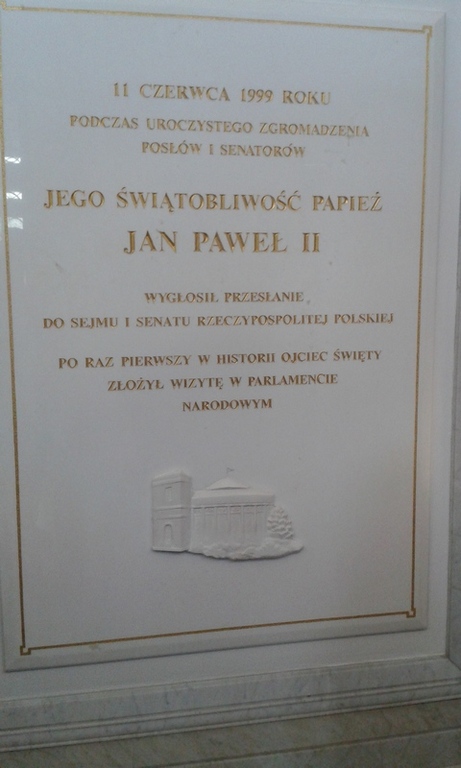 11 CZERWCA 1999 ROKU
PODCZAS UROCZYSTEGO ZGROMADZENIA
POSŁÓW I SENATORÓW
JEGO ŚWIĄTOBLIWOŚĆ PAPIEŻ
JAN PAWEŁ II
WYGŁOSIŁ PRZESŁANIE
DO SEJMU I SENATU RZECZYPOSPOLITEJ POLSKIEJ
PO RAZ PIERWSZY W HISTORII OJCIEC ŚWIĘTY
ZŁOŻYŁ WIZYTĘ W PARLAMENCIE
NARODOWYM